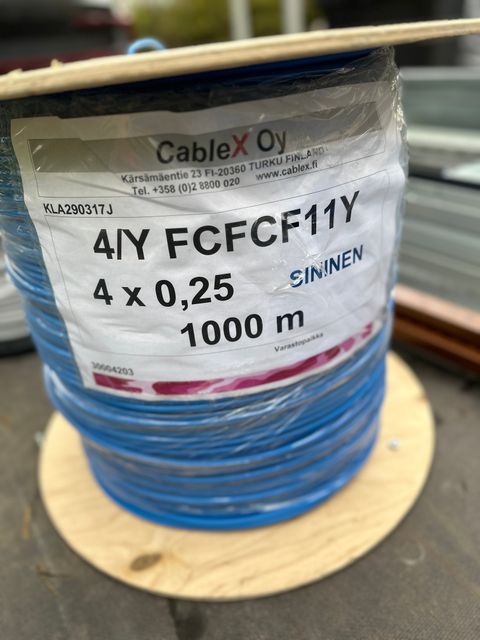 CableX Oy
Kärsämäentie 23 FI-20360 TURKU FINLAND
Tel. +358 (0)2 8800 020 www.cablex.fi
KLA290317J
4/Y FCFCF11Y
4 x 0,25 SININEN
1000 m
Varastopaikka
30004203